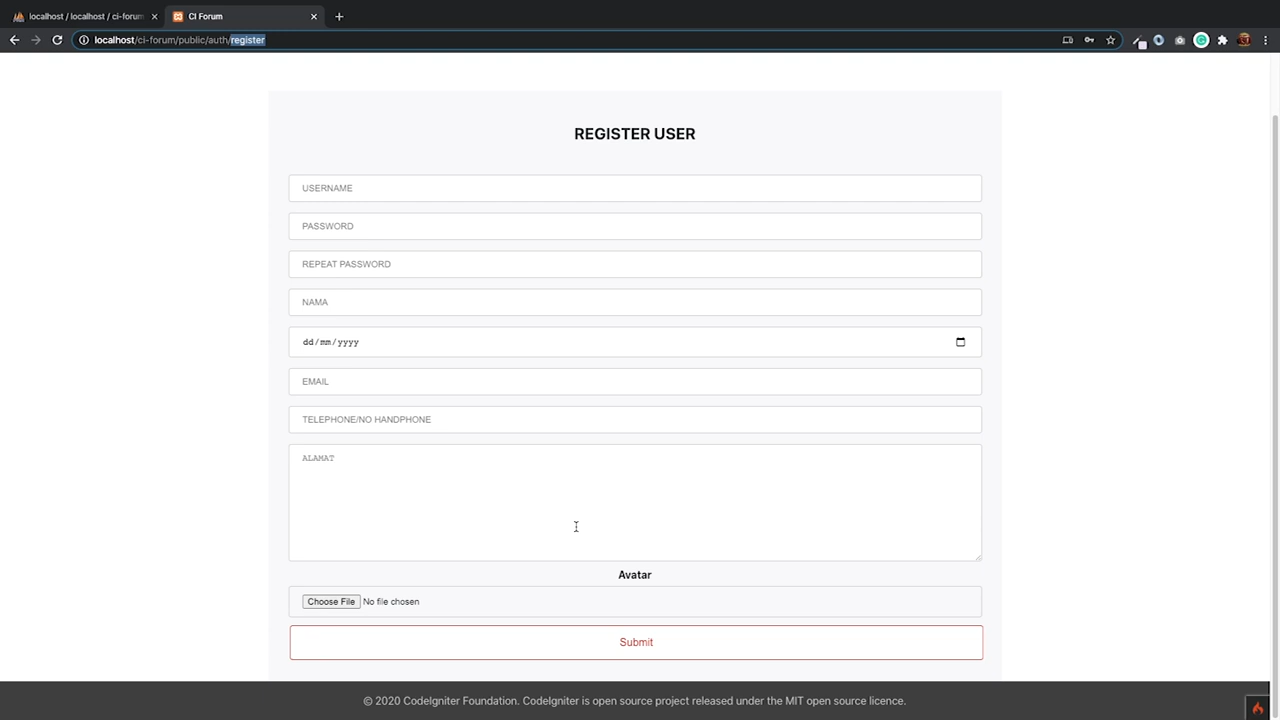 localhost / localhost / ci-forum
CI Forum
localhost/ci-forum/public/auth/register
REGISTER USER
USERNAME
PASSWORD
REPEAT PASSWORD
NAMA
dd/mm/yyyy
EMAIL
TELEPHONE/NO HANDPHONE
ALAMAT
Avatar
Choose File No file chosen
Submit
© 2020 CodeIgniter Foundation. CodeIgniter is open source project released under the MIT open source licence.